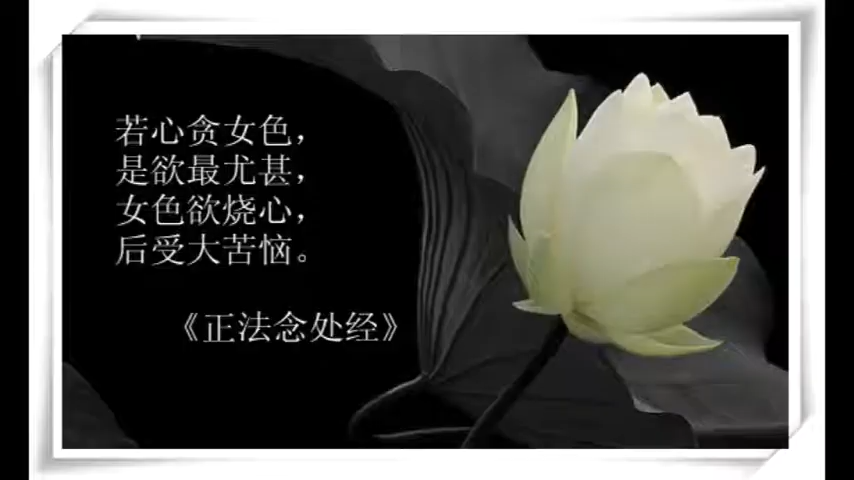 若心贪女色，
是欲最尤甚，
女色欲烧心，
后受大苦恼。
《正法念处经》